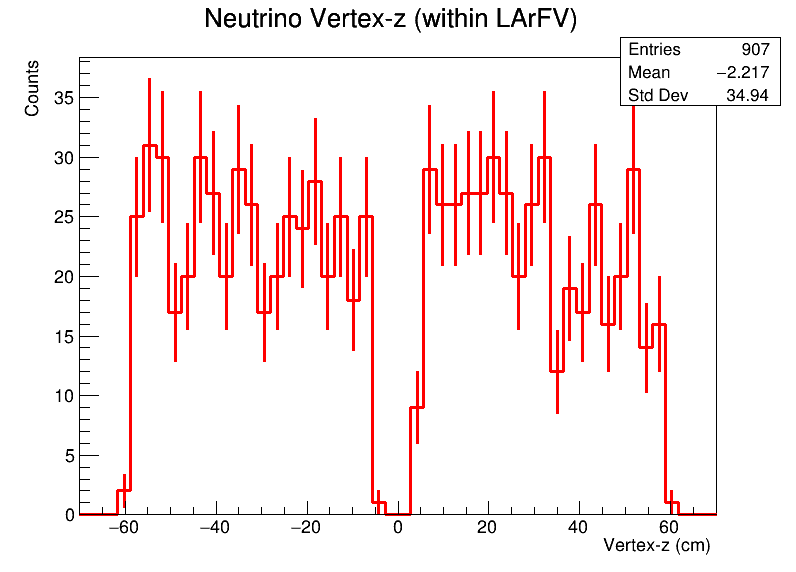 Neutrino Vertex-z (within LArFV)
Entries 907
Mean −2.217
Std Dev 34.94
Counts
35
30
25
20
15
10
5
0
−60 −40 −20 0 20 40 60
Vertex-z (cm)